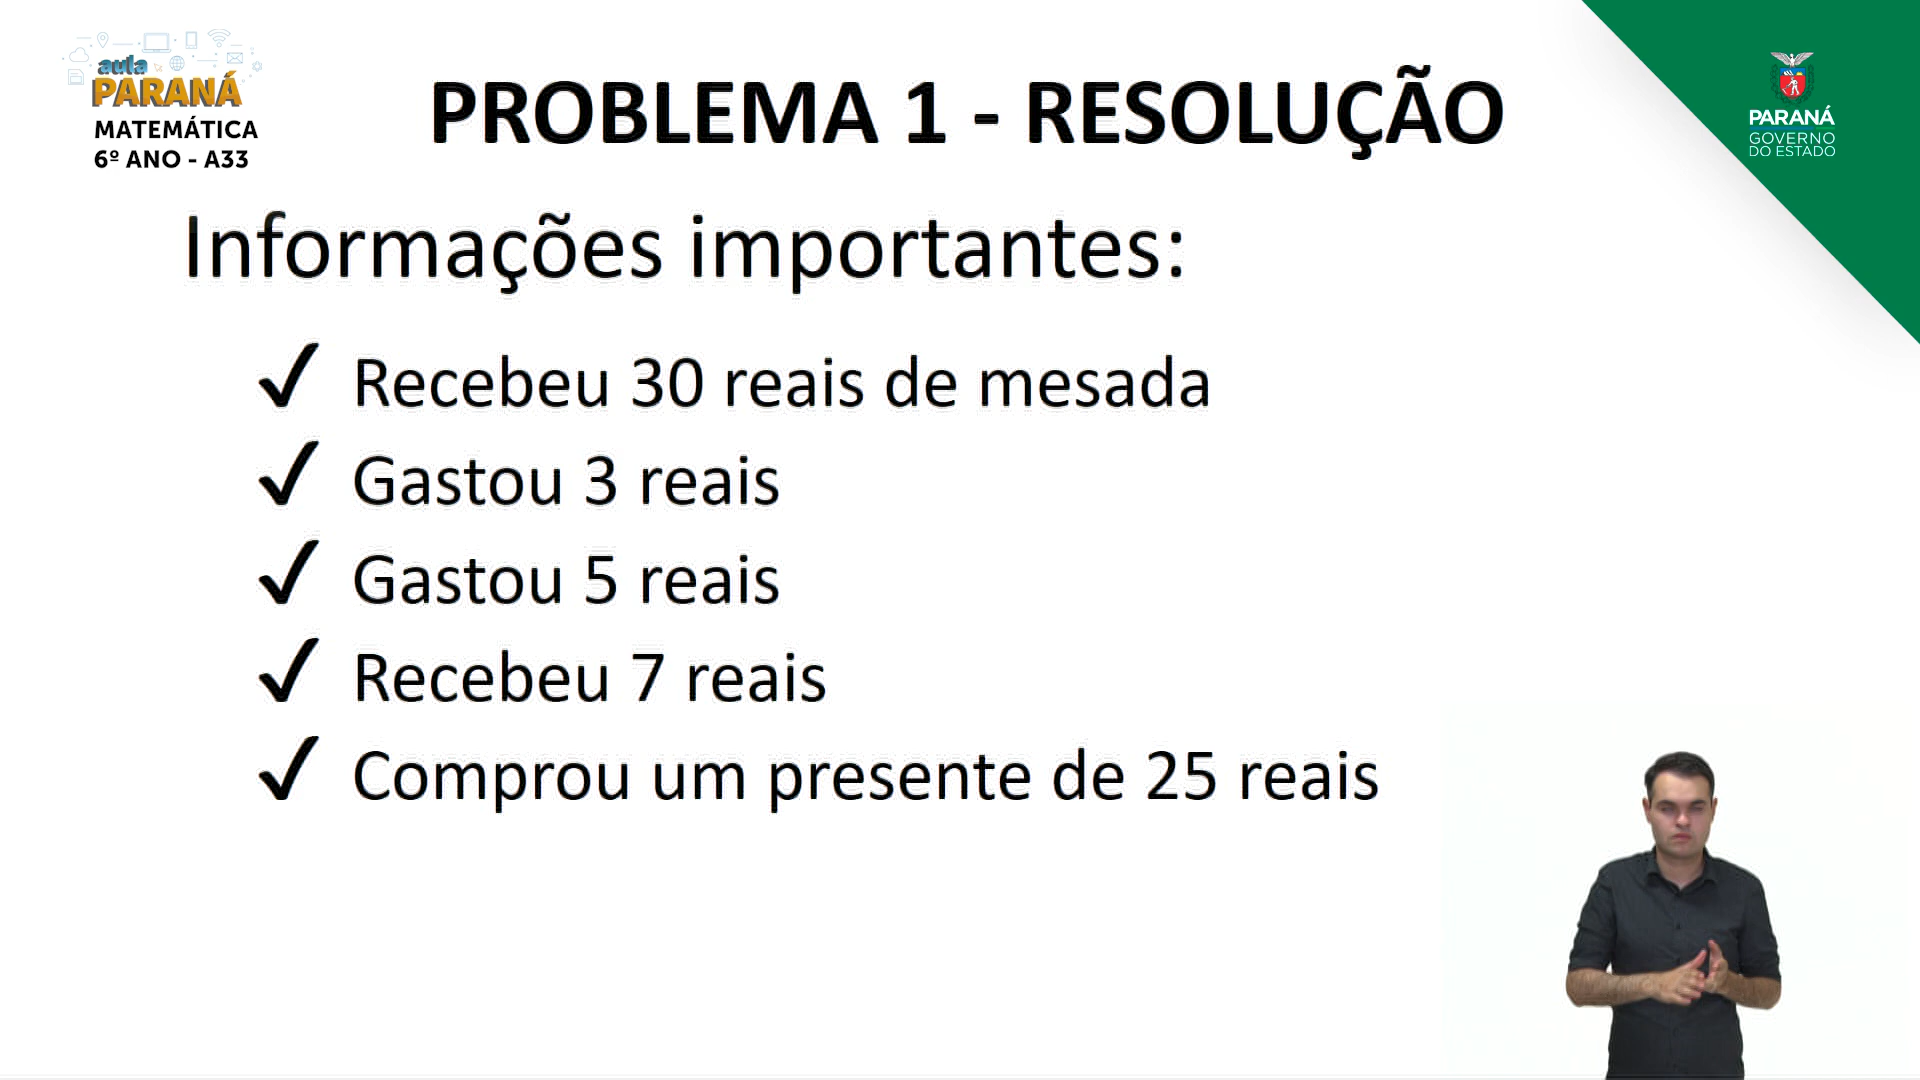 aula
PARANÁ
MATEMÁTICA
6º ANO - A33
PROBLEMA 1 - RESOLUÇÃO
PARANÁ
GOVERNO
DO ESTADO
Informações importantes:
✓ Recebeu 30 reais de mesada
✓ Gastou 3 reais
✓ Gastou 5 reais
✓ Recebeu 7 reais
✓ Comprou um presente de 25 reais